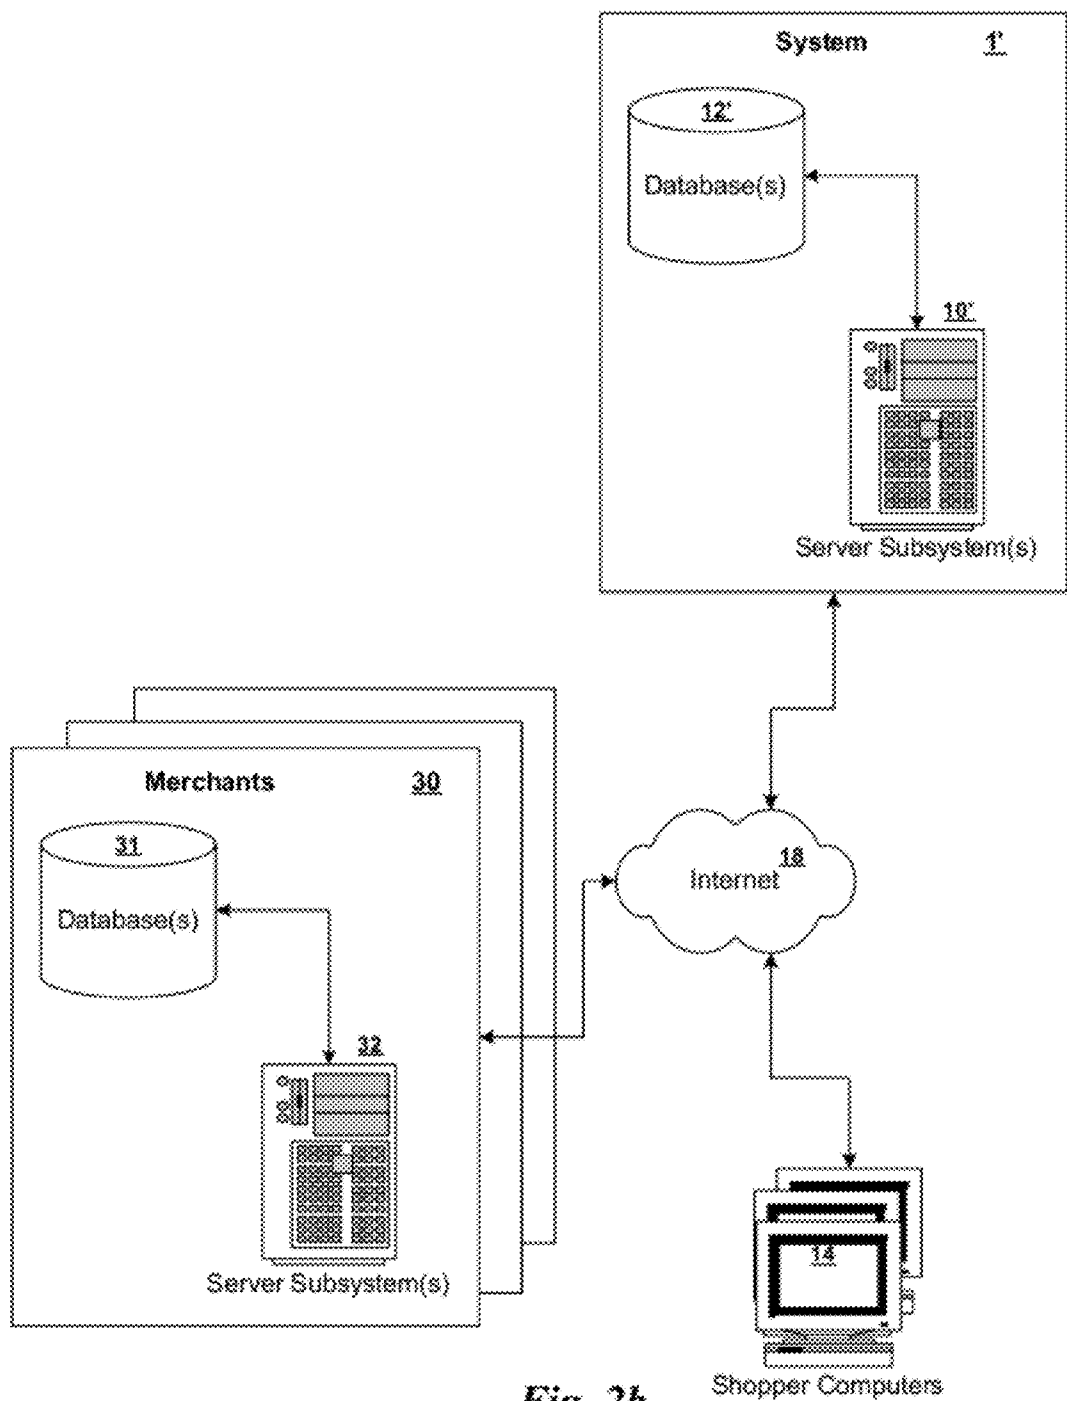 System 1'
12'
Database(s)
10'
Server Subsystem(s)
Merchants 30
31
Database(s)
32
Server Subsystem(s)
Internet 18
14
Shopper Computers
Fig. 2b